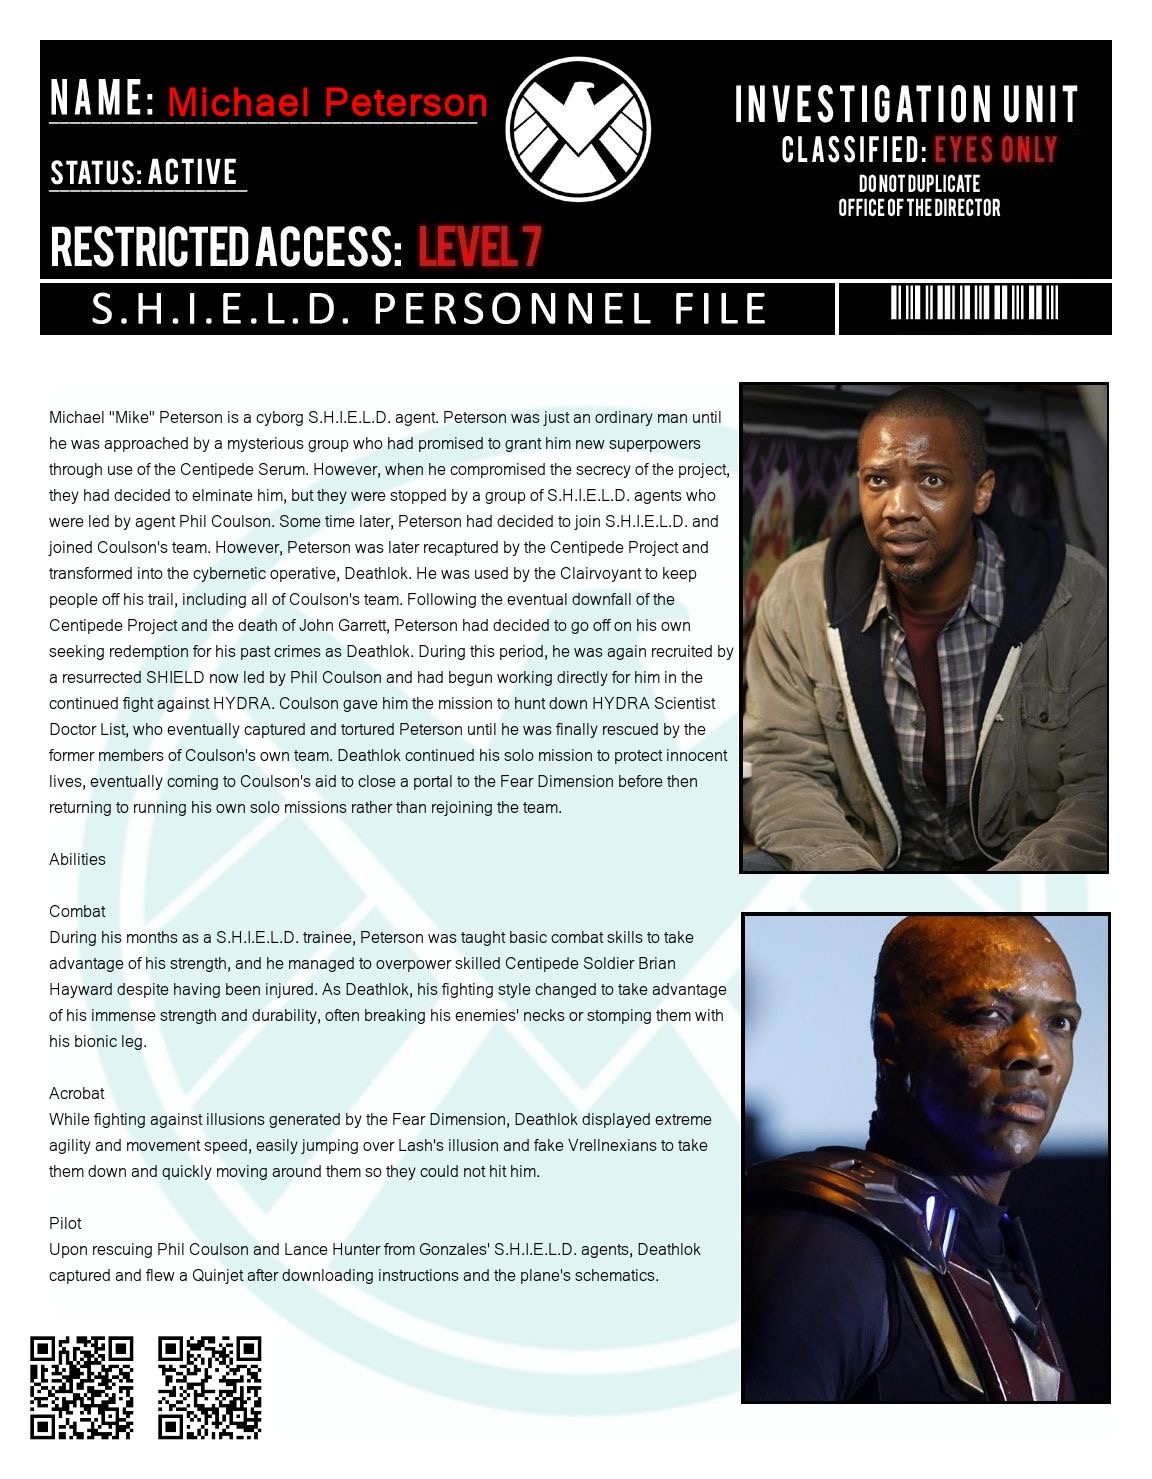 NAME: Michael Peterson
STATUS: ACTIVE
RESTRICTED ACCESS: LEVEL 7
INVESTIGATION UNIT
CLASSIFIED: EYES ONLY
DO NOT DUPLICATE
OFFICE OF THE DIRECTOR
S.H.I.E.L.D. PERSONNEL FILE
Michael "Mike" Peterson is a cyborg S.H.I.E.L.D. agent. Peterson was just an ordinary man until
he was approached by a mysterious group who had promised to grant him new superpowers
through use of the Centipede Serum. However, when he compromised the secrecy of the project,
they had decided to elminate him, but they were stopped by a group of S.H.I.E.L.D. agents who
were led by agent Phil Coulson. Some time later, Peterson had decided to join S.H.I.E.L.D. and
joined Coulson's team. However, Peterson was later recaptured by the Centipede Project and
transformed into the cybernetic operative, Deathlok. He was used by the Clairvoyant to keep
people off his trail, including all of Coulson's team. Following the eventual downfall of the
Centipede Project and the death of John Garrett, Peterson had decided to go off on his own
seeking redemption for his past crimes as Deathlok. During this period, he was again recruited by
a resurrected SHIELD now led by Phil Coulson and had begun working directly for him in the
continued fight against HYDRA. Coulson gave him the mission to hunt down HYDRA Scientist
Doctor List, who eventually captured and tortured Peterson until he was finally rescued by the
former members of Coulson's own team. Deathlok continued his solo mission to protect innocent
lives, eventually coming to Coulson's aid to close a portal to the Fear Dimension before then
returning to running his own solo missions rather than rejoining the team.
Abilities
Combat
During his months as a S.H.I.E.L.D. trainee, Peterson was taught basic combat skills to take
advantage of his strength, and he managed to overpower skilled Centipede Soldier Brian
Hayward despite having been injured. As Deathlok, his fighting style changed to take advantage
of his immense strength and durability, often breaking his enemies' necks or stomping them with
his bionic leg.
Acrobat
While fighting against illusions generated by the Fear Dimension, Deathlok displayed extreme
agility and movement speed, easily jumping over Lash's illusion and fake Vrellnexians to take
them down and quickly moving around them so they could not hit him.
Pilot
Upon rescuing Phil Coulson and Lance Hunter from Gonzales' S.H.I.E.L.D. agents, Deathlok
captured and flew a Quinjet after downloading instructions and the plane's schematics.